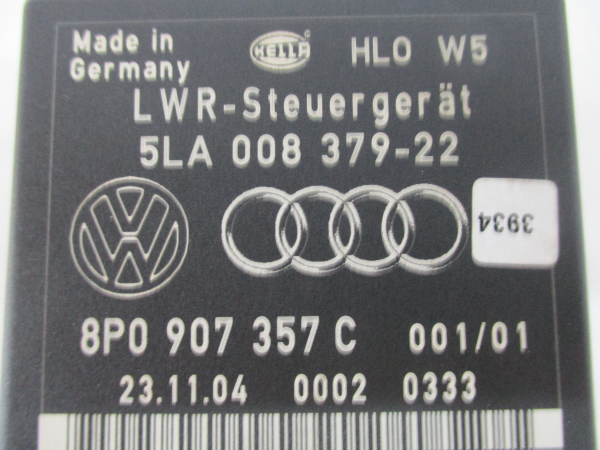 Made in
Germany
HELLA
HLO W5
LWR-Steuergerät
5LA 008 379-22
VW
3934
8P0 907 357 C 001/01
23.11.04 0002 0333